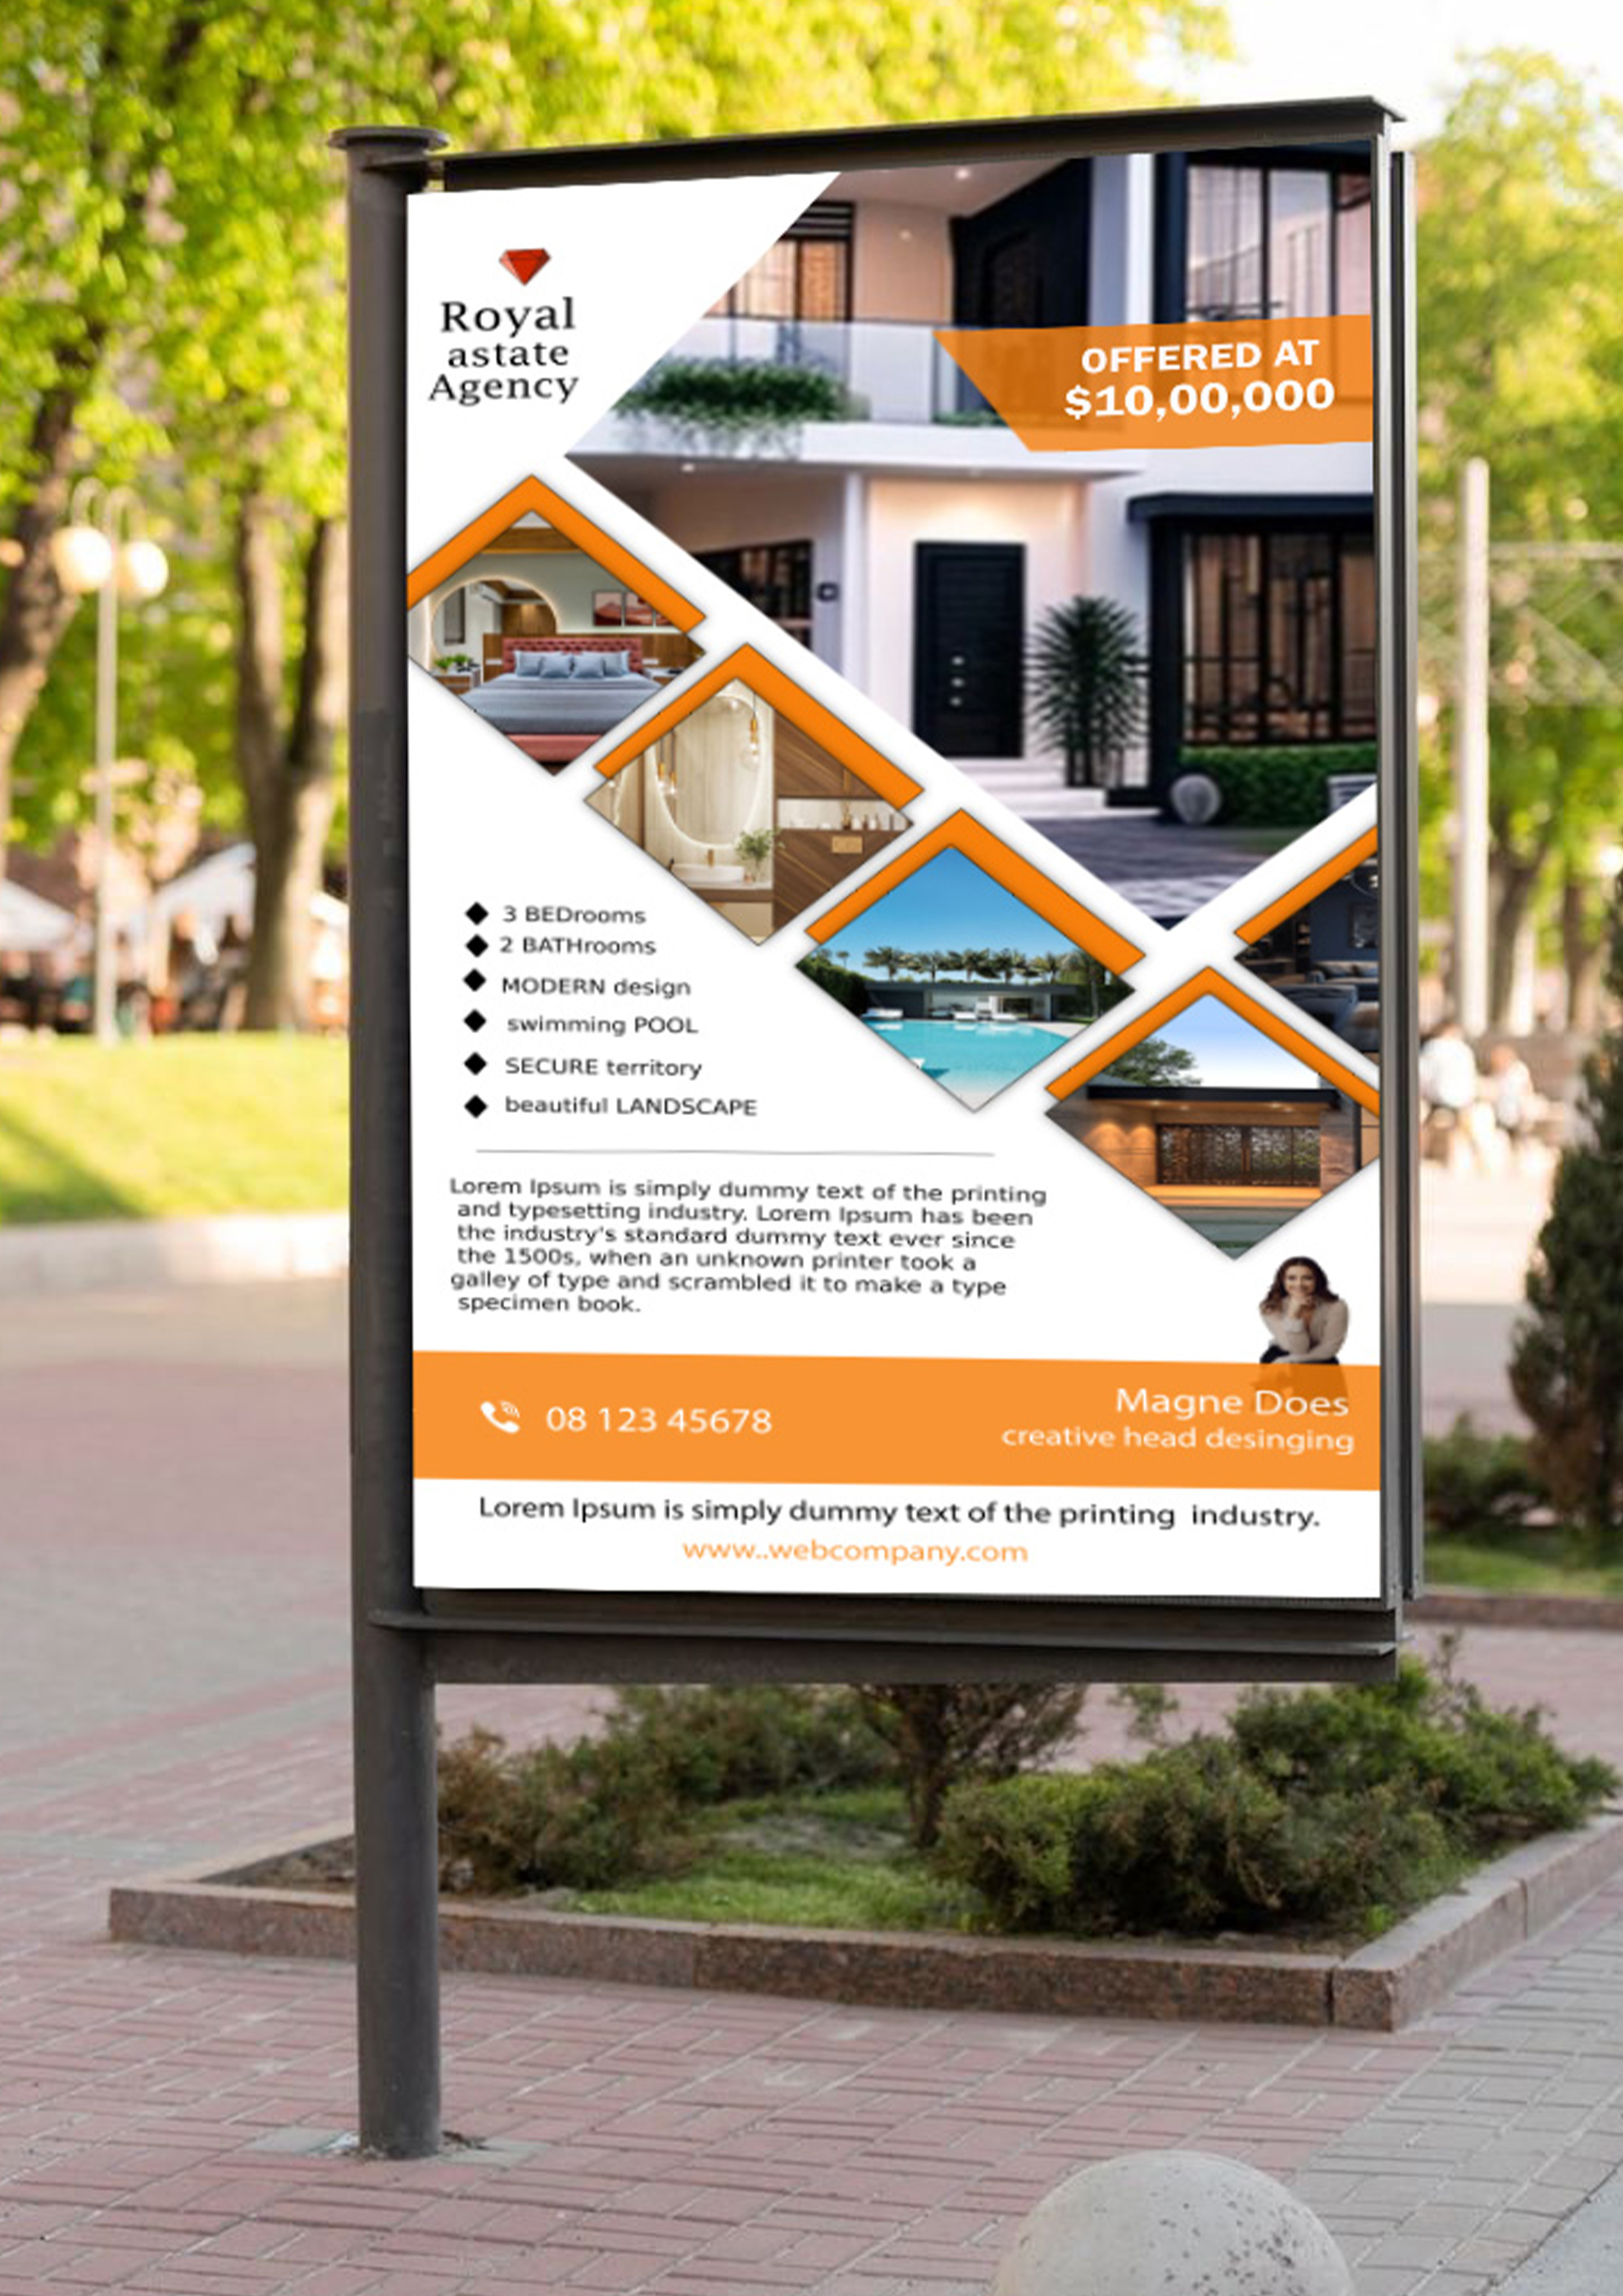 Royal
astate
Agency
OFFERED AT
$10,00,000
3 BEDrooms
2 BATHrooms
MODERN design
swimming POOL
SECURE territory
beautiful LANDSCAPE
Lorem Ipsum is simply dummy text of the printing
and typesetting industry. Lorem Ipsum has been
the industry's standard dummy text ever since
the 1500s, when an unknown printer took a
galley of type and scrambled it to make a type
specimen book.
08 123 45678
Magne Does
creative head desinging
Lorem Ipsum is simply dummy text of the printing industry.
www..webcompany.com